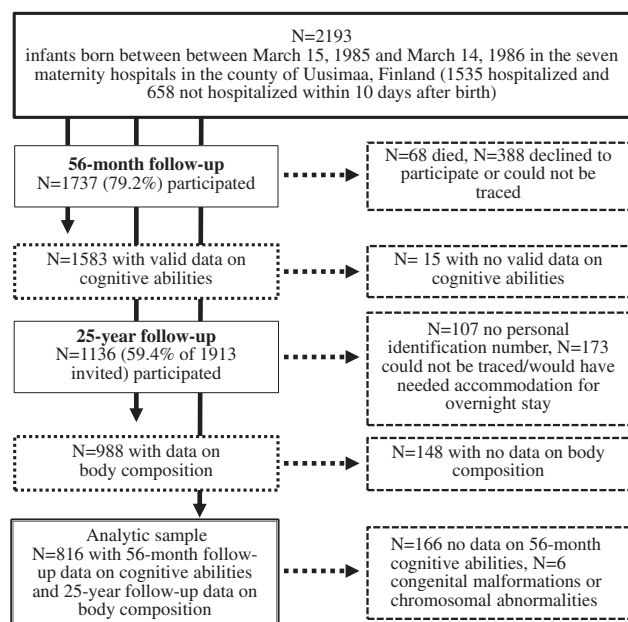 N=2193
infants born between between March 15, 1985 and March 14, 1986 in the seven
maternity hospitals in the county of Uusimaa, Finland (1535 hospitalized and
658 not hospitalized within 10 days after birth)
56-month follow-up
N=1737 (79.2%) participated
N=68 died, N=388 declined to
participate or could not be
traced
N=1583 with valid data on
cognitive abilities
N= 15 with no valid data on
cognitive abilities
25-year follow-up
N=1136 (59.4% of 1913
invited) participated
N=107 no personal
identification number, N=173
could not be traced/would have
needed accommodation for
overnight stay
N=988 with data on
body composition
N=148 with no data on body
composition
Analytic sample
N=816 with 56-month follow-
up data on cognitive abilities
and 25-year follow-up data on
body composition
N=166 no data on 56-month
cognitive abilities, N=6
congenital malformations or
chromosomal abnormalities